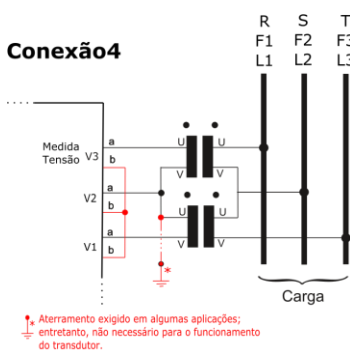 R S T
F1 F2 F3
L1 L2 L3
Conexão4
Medida
Tensão
V3
a
b
V2
a
b
V1
a
b
U U
V V
U U
V V
*
Carga
* Aterramento exigido em algumas aplicações;
entretanto, não necessário para o funcionamento
do transdutor.